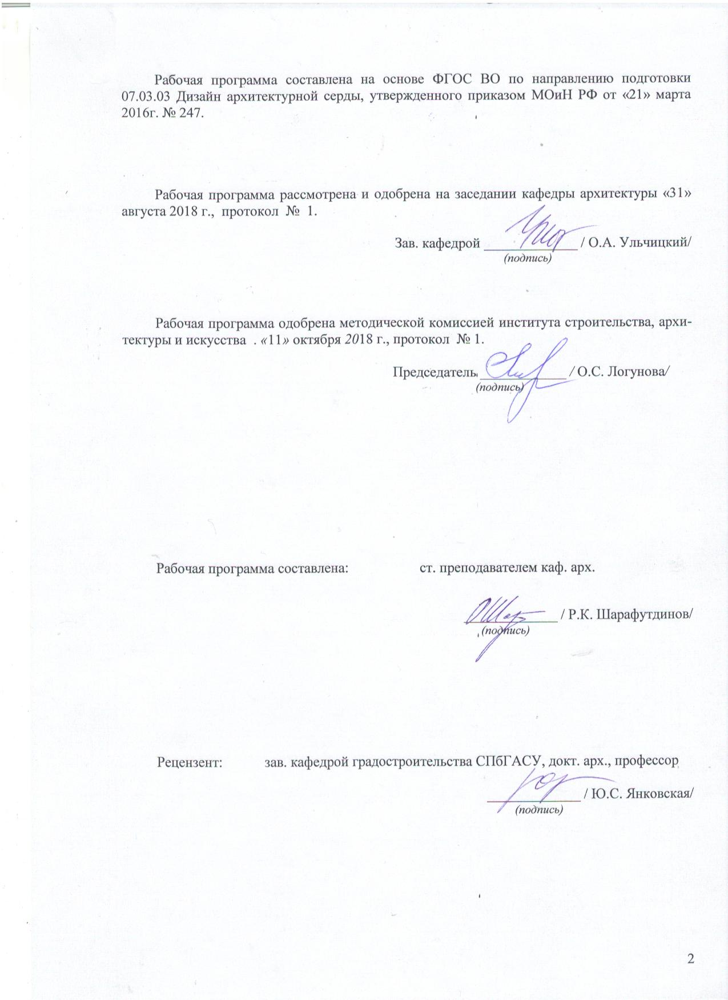 Рабочая программа составлена на основе ФГОС ВО по направлению подготовки
07.03.03 Дизайн архитектурной серды, утвержденного приказом МОиН РФ от «21» марта
2016г. № 247.
Рабочая программа рассмотрена и одобрена на заседании кафедры архитектуры «31»
августа 2018 г., протокол № 1.
Зав. кафедрой _____________ / О.А. Ульчицкий/
(подпись)
Рабочая программа одобрена методической комиссией института строительства, архи-
тектуры и искусства . «11» октября 2018 г., протокол № 1.
Председатель ____________ / О.С. Логунова/
(подпись)
Рабочая программа составлена: ст. преподавателем каф. арх.
_____________ / Р.К. Шарафутдинов/
(подпись)
Рецензент: зав. кафедрой градостроительства СПбГАСУ, докт. арх., профессор
_____________ / Ю.С. Янковская/
(подпись)
2